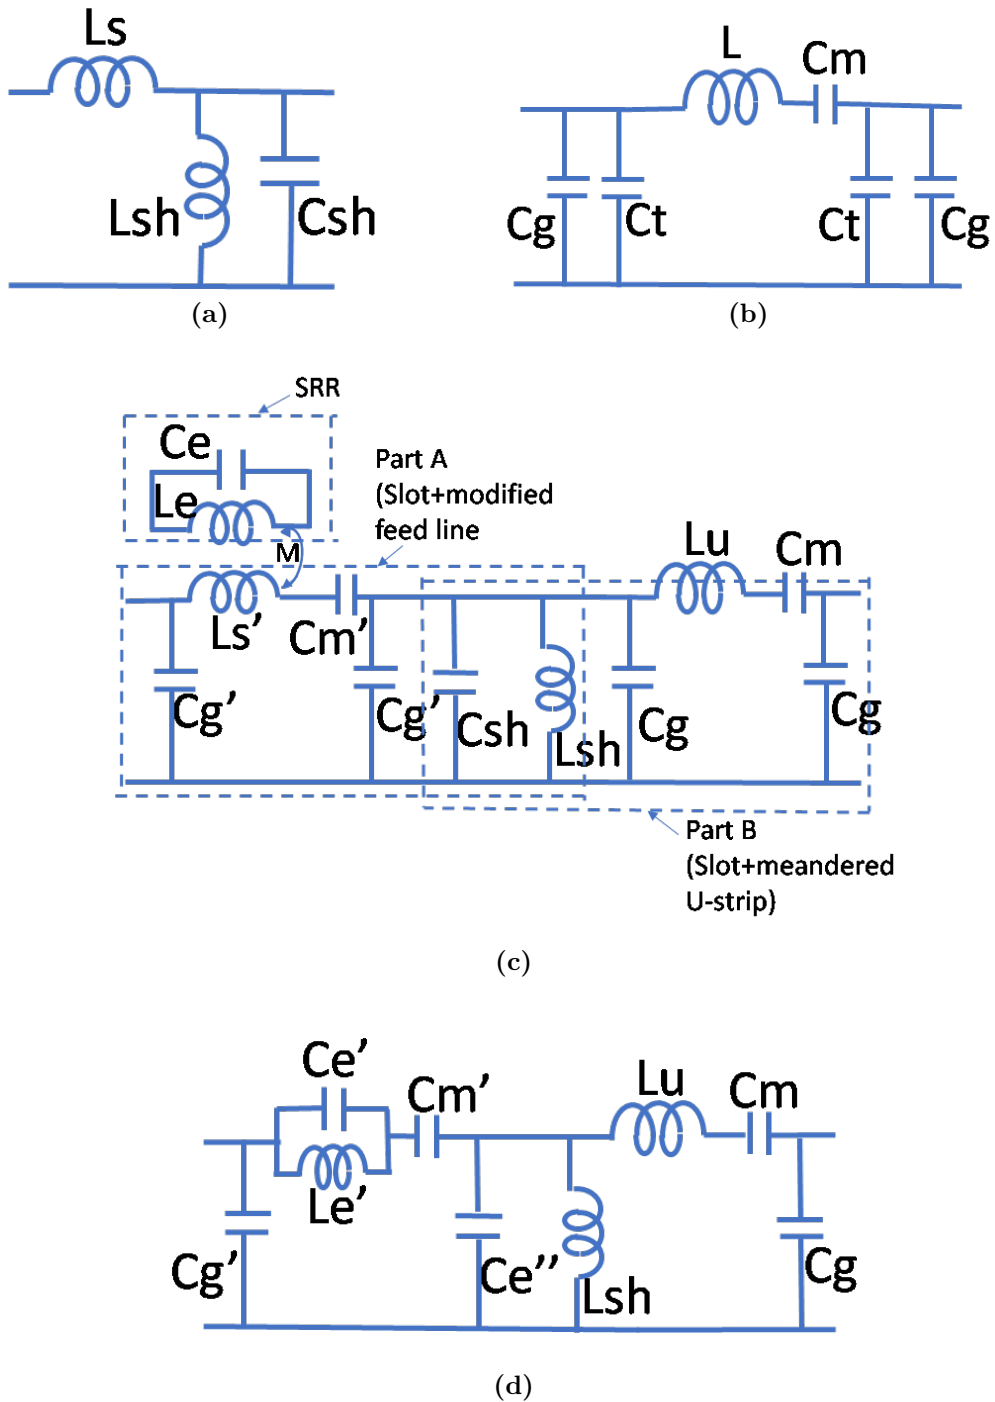 Ls
Lsh
Csh
(a)
L
Cm
Cg
Ct
Ct
Cg
(b)
SRR
Ce
Le
M
Part A
(Slot+modified
feed line
Ls’
Cm’
Cg’
Cg’
Csh
Lsh
Cg
Lu
Cm
Cg
Part B
(Slot+meandered
U-strip)
(c)
Ce’
Cm’
Le’
Cg’
Ce’’
Lsh
Lu
Cm
Cg
(d)